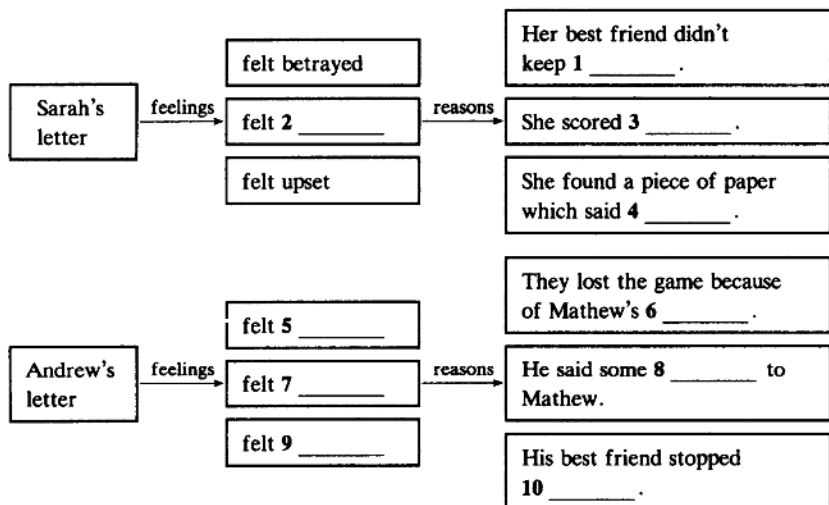 Sarah's
letter
feelings
felt betrayed
felt 2 ________
felt upset
reasons
Her best friend didn't
keep 1 ________.
She scored 3 ________.
She found a piece of paper
which said 4 ________.
Andrew's
letter
feelings
felt 5 ________
felt 7 ________
felt 9 ________
reasons
They lost the game because
of Mathew's 6 ________.
He said some 8 ________ to
Mathew.
His best friend stopped
10 ________.